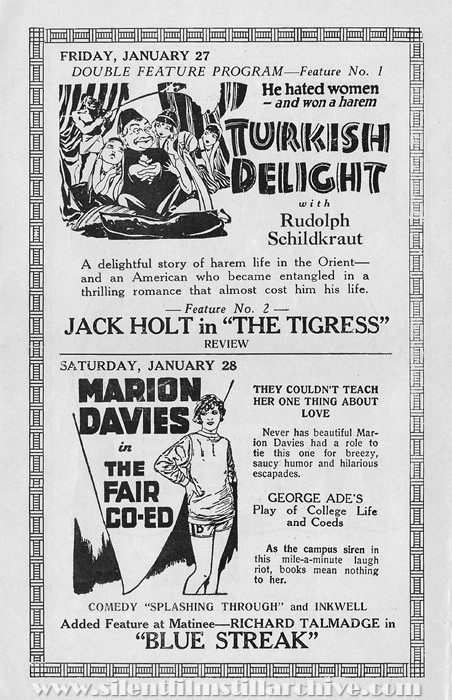 FRIDAY, JANUARY 27
DOUBLE FEATURE PROGRAM—Feature No. 1
He hated women
- and won a harem
TURKISH
DELIGHT
with
Rudolph
Schildkraut
A delightful story of harem life in the Orient—
and an American who became entangled in a
thrilling romance that almost cost him his life.
— Feature No. 2 —
JACK HOLT in "THE TIGRESS"
REVIEW
SATURDAY, JANUARY 28
MARION
DAVIES
in
THE
FAIR
CO-ED
THEY COULDN'T TEACH
HER ONE THING ABOUT
LOVE
Never has beautiful Mar-
ion Davies had a role to
tie this one for breezy,
saucy humor and hilarious
escapades.
GEORGE ADE'S
Play of College Life
and Coeds
As the campus siren in
this mile-a-minute laugh
riot, books mean nothing
to her.
COMEDY "SPLASHING THROUGH" and INKWELL
Added Feature at Matinee—RICHARD TALMADGE in
"BLUE STREAK"
www.silentfilmstillarchive.com